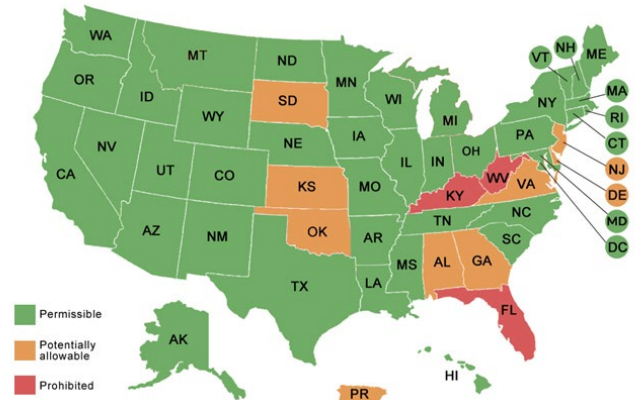 WA
MT
ND
MN
VT
NH
ME
OR
ID
SD
WI
MI
NY
MA
RI
CT
WY
IA
PA
NV
NE
IL
IN
OH
NJ
CA
UT
CO
KS
MO
KY
WV
VA
DE
MD
DC
AZ
NM
OK
AR
TN
NC
SC
TX
LA
MS
AL
GA
FL
Permissible
Potentially
allowable
Prohibited
AK
HI
PR